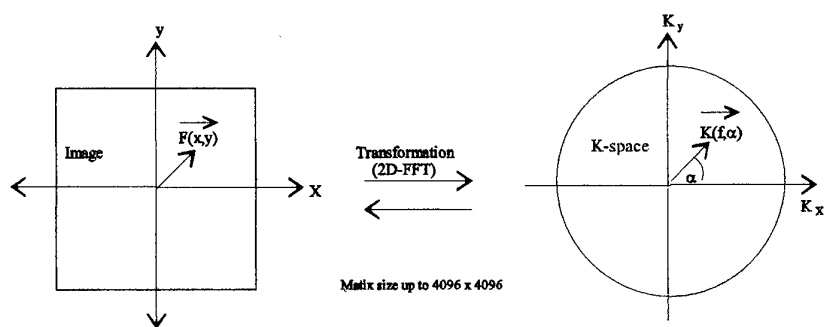 y
F(x,y)
Image
X
Transformation
(2D-FFT)
Matix size up to 4096 x 4096
K y
K(f,α)
K-space
α
K x